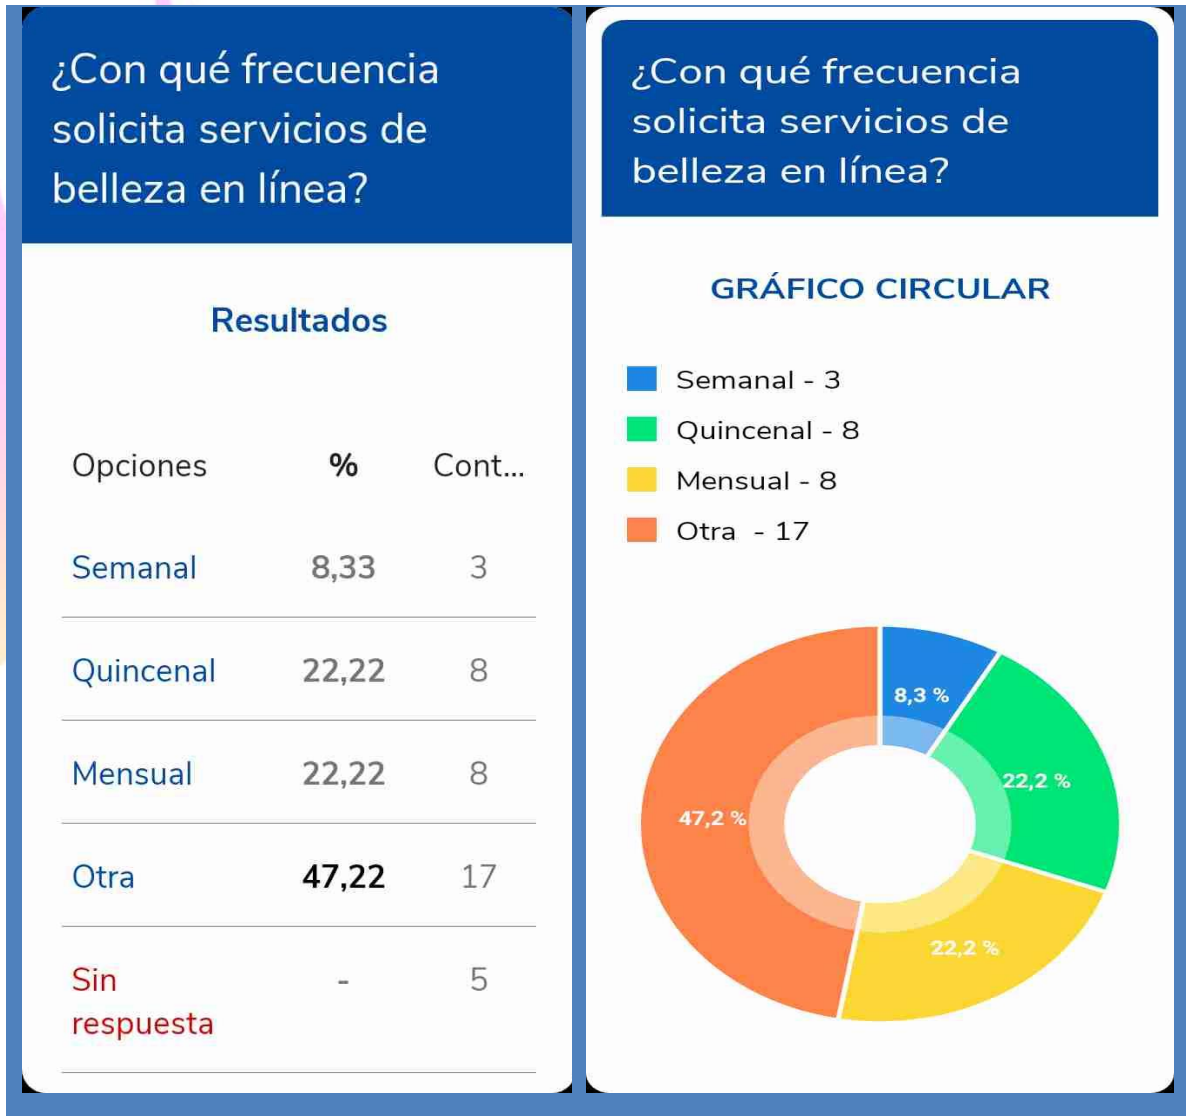 ¿Con qué frecuencia
solicita servicios de
belleza en línea?
Resultados
Opciones % Cont...
Semanal 8,33 3
Quincenal 22,22 8
Mensual 22,22 8
Otra 47,22 17
Sin
respuesta - 5
¿Con qué frecuencia
solicita servicios de
belleza en línea?
GRÁFICO CIRCULAR
Semanal - 3
Quincenal - 8
Mensual - 8
Otra - 17
8,3 %
22,2 %
47,2 %
22,2 %